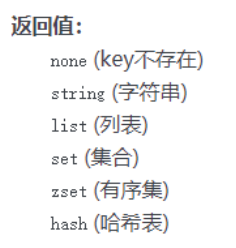 返回值：
none (key不存在)
string (字符串)
list (列表)
set (集合)
zset (有序集)
hash (哈希表)